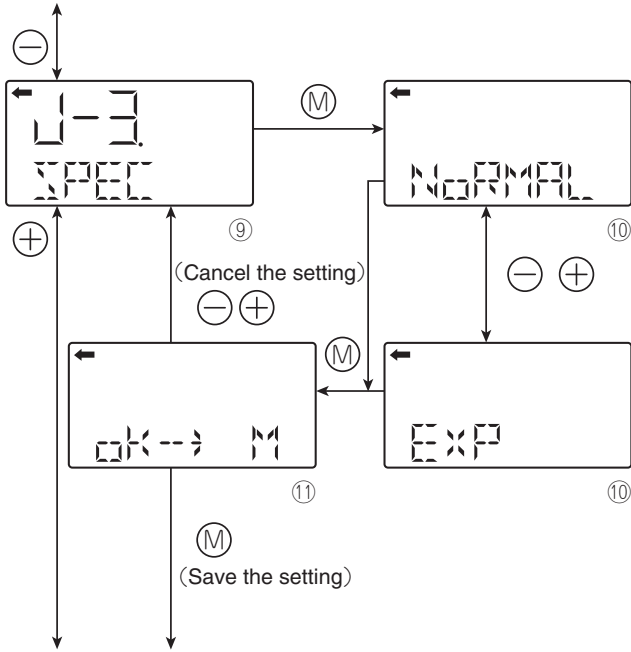 ⊖
J-3.
SPEC
⑨
Ⓜ
NoRMAL
⑩
⊕
(Cancel the setting)
⊖⊕
⊖ ⊕
Ⓜ
oK--> M
⑪
EXP
⑩
Ⓜ
(Save the setting)